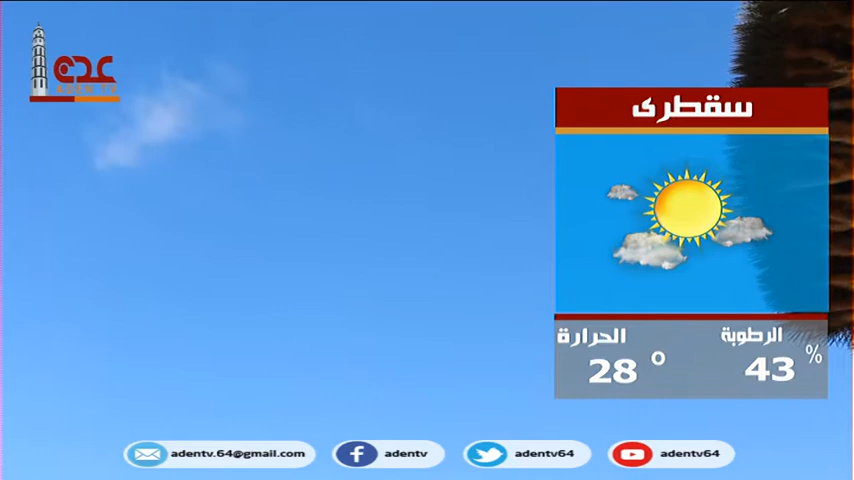 عدن
ADEN TV
سقطرى
الحرارة
28°
الرطوبة
43%
adentv.64@gmail.com
adentv
adentv64
adentv64